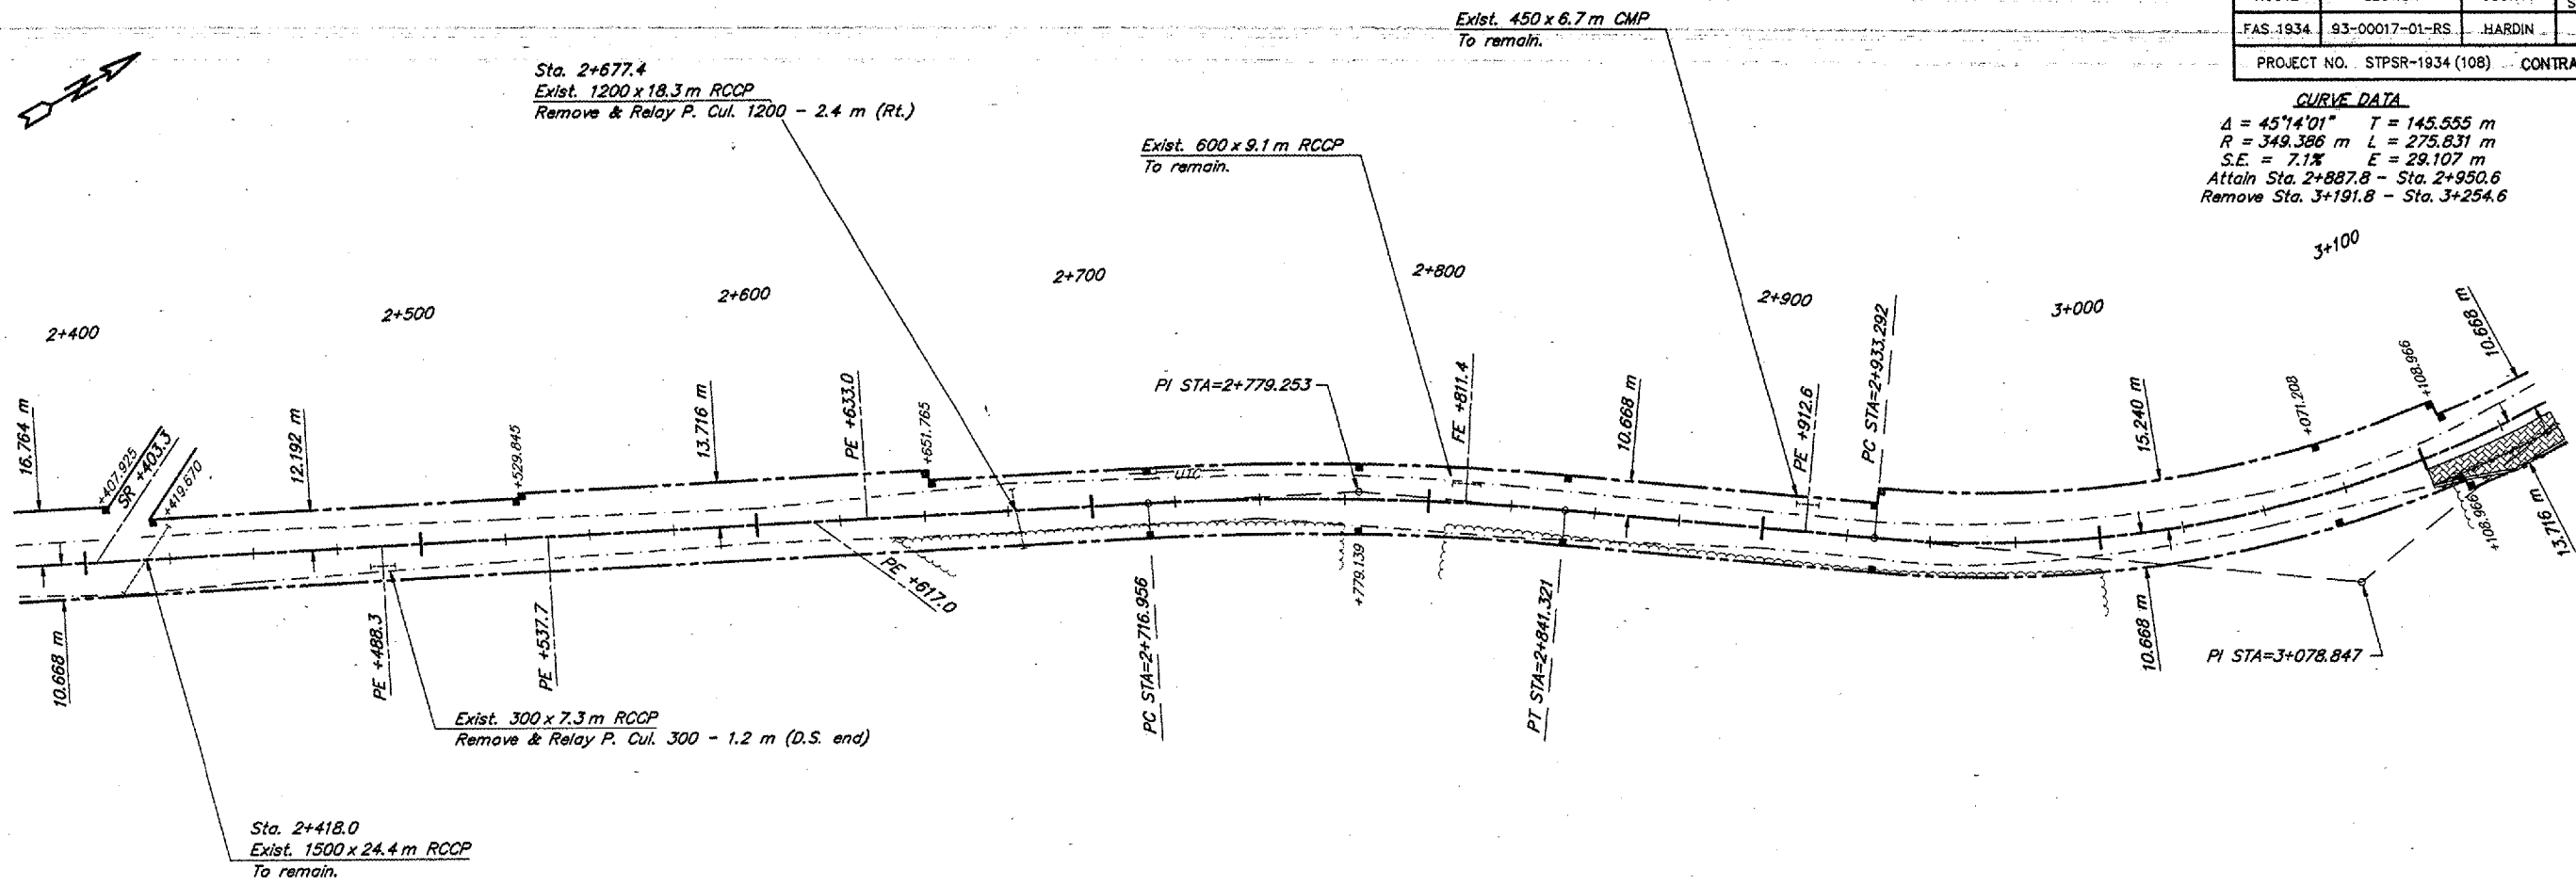 FAS 1934 93-00017-01-RS HARDIN
PROJECT NO. STPSR-1934 (108) CONTRA
CURVE DATA
Δ = 45°14'01" T = 145.555 m
R = 349.386 m L = 275.831 m
S.E. = 7.1% E = 29.107 m
Attain Sta. 2+887.8 - Sta. 2+950.6
Remove Sta. 3+191.8 - Sta. 3+254.6
Exist. 450 x 6.7 m CMP
To remain.
N
Sta. 2+677.4
Exist. 1200 x 18.3 m RCCP
Remove & Relay P. Cul. 1200 - 2.4 m (Rt.)
Exist. 600 x 9.1 m RCCP
To remain.
2+400
2+500
2+600
2+700
2+800
2+900
3+000
3+100
16.764 m
+407.925
SR +403.3
+419.670
12.192 m
+529.845
13.716 m
PE +633.0
+651.765
UTC
PI STA=2+779.253
FE +811.4
10.668 m
PE +912.6
PC STA=2+933.292
15.240 m
+071.208
+108.966
10.668 m
10.668 m
PE +488.3
PE +537.7
PE +617.0
PC STA=2+716.956
+779.139
PT STA=2+841.321
10.668 m
PI STA=3+078.847
+108.966
13.716 m
Exist. 300 x 7.3 m RCCP
Remove & Relay P. Cul. 300 - 1.2 m (D.S. end)
Sta. 2+418.0
Exist. 1500 x 24.4 m RCCP
To remain.